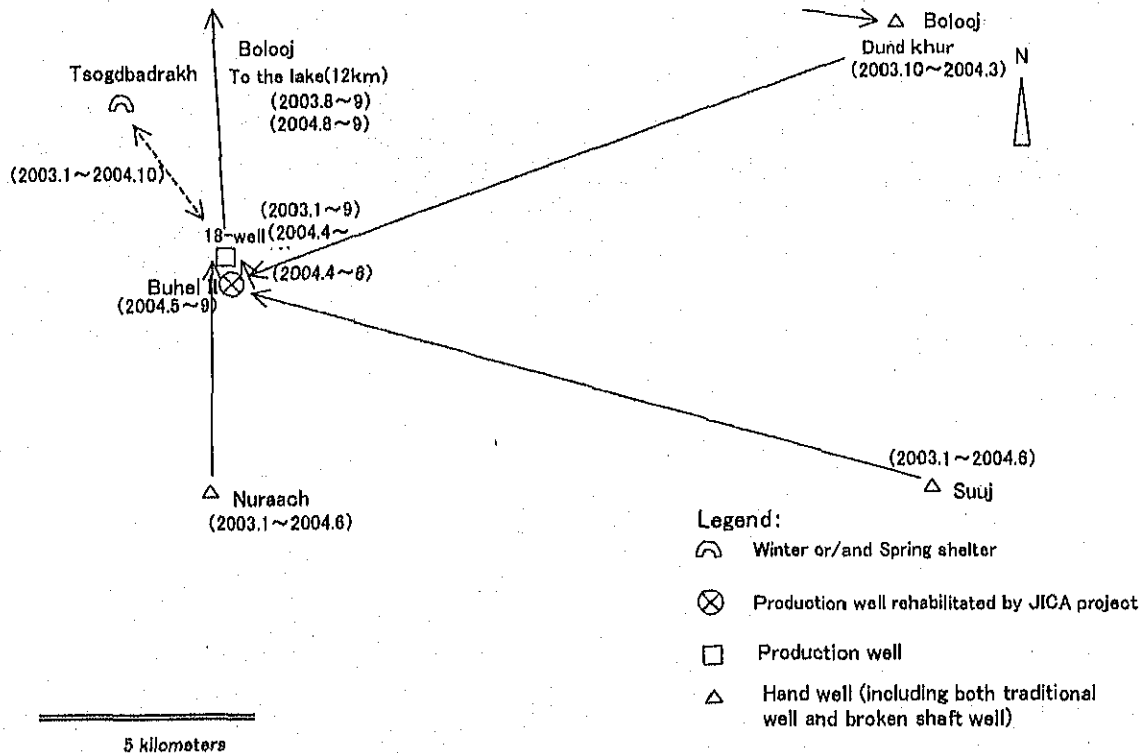 Bolooj
To the lake(12km)
(2003.8～9)
(2004.8～9)
Tsogdbadrakh
(2003.1～2004.10)
Bolooj
Dund khur
(2003.10～2004.3)
N
(2003.1～9)
18-well (2004.4～
(2004.4～6)
Buhel II
(2004.5～9)
Nuraach
(2003.1～2004.6)
(2003.1～2004.6)
Suuj
Legend:
Winter or/and Spring shelter
Production well rehabilitated by JICA project
Production well
Hand well (including both traditional
well and broken shaft well)
5 kilometers